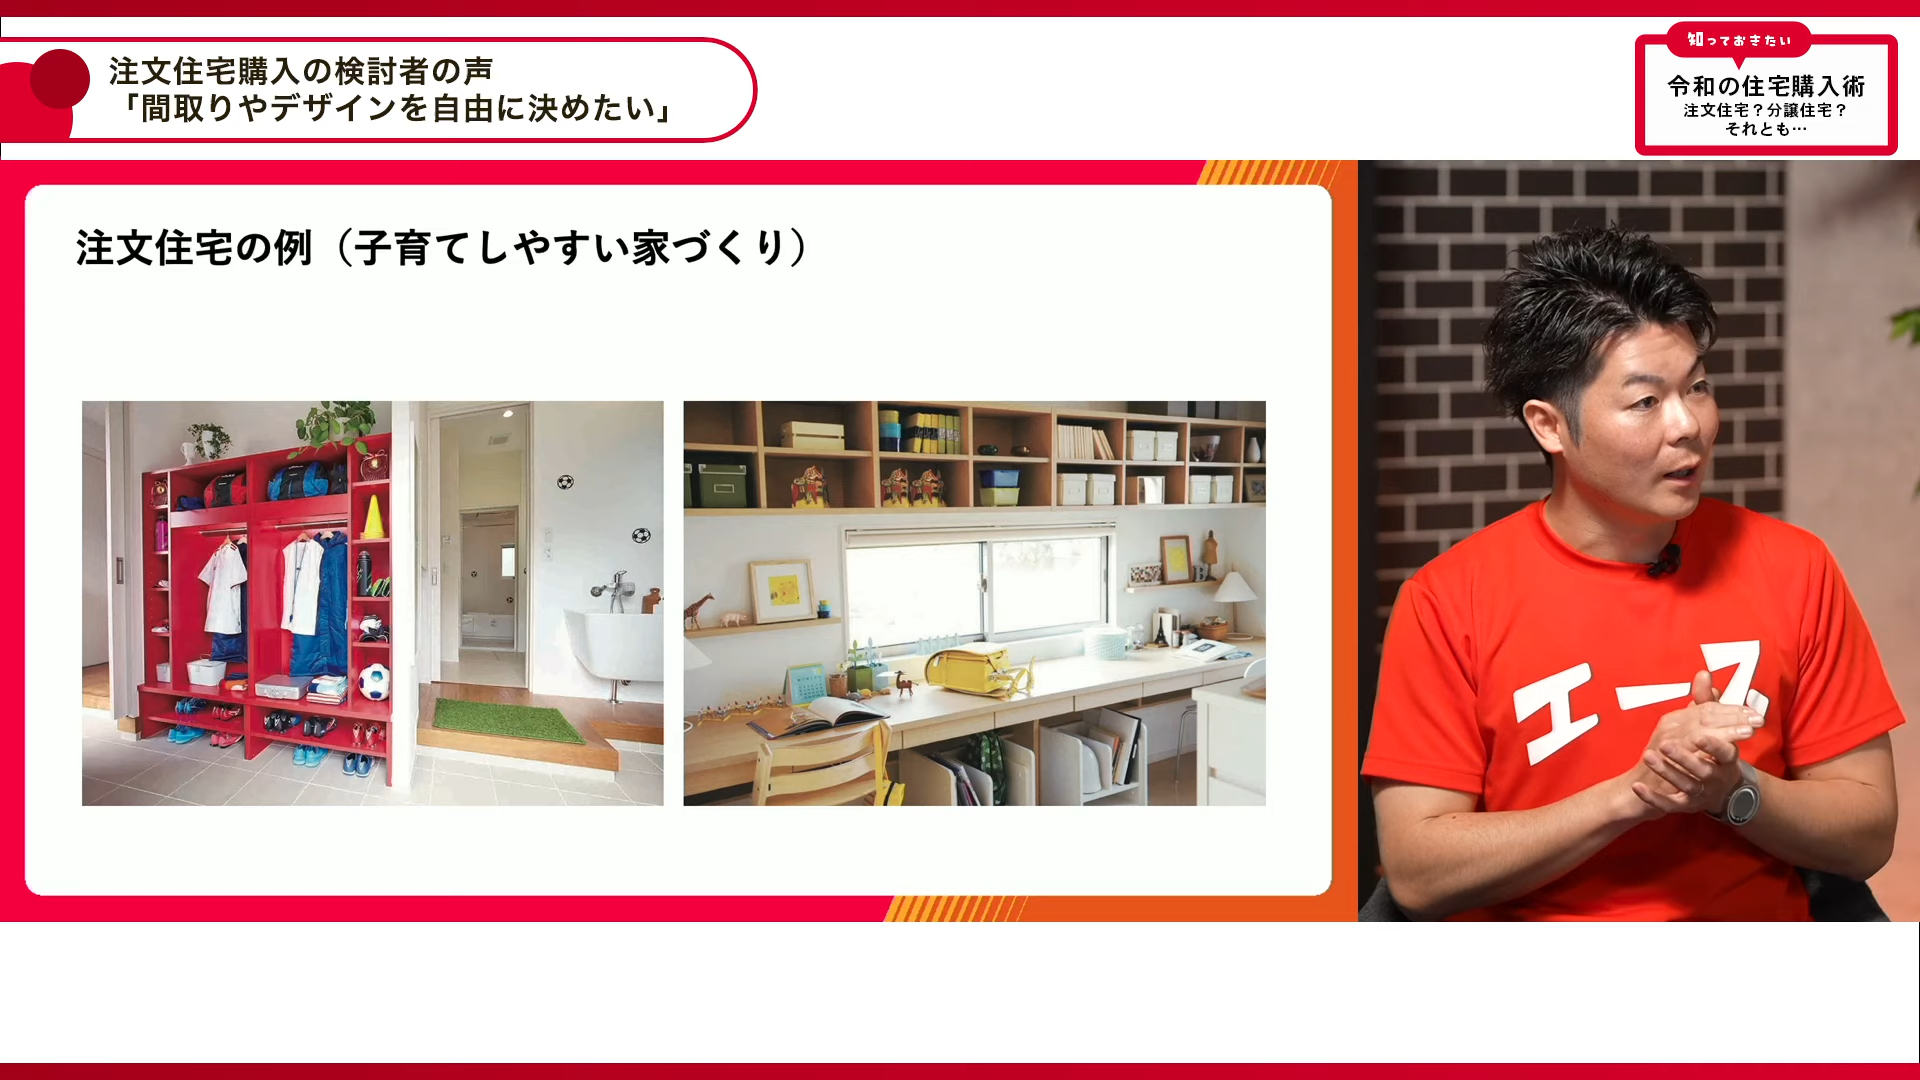 注文住宅購入の検討者の声
「間取りやデザインを自由に決めたい」
知っておきたい
令和の住宅購入術
注文住宅？分譲住宅？
それとも…
注文住宅の例（子育てしやすい家づくり）
エース